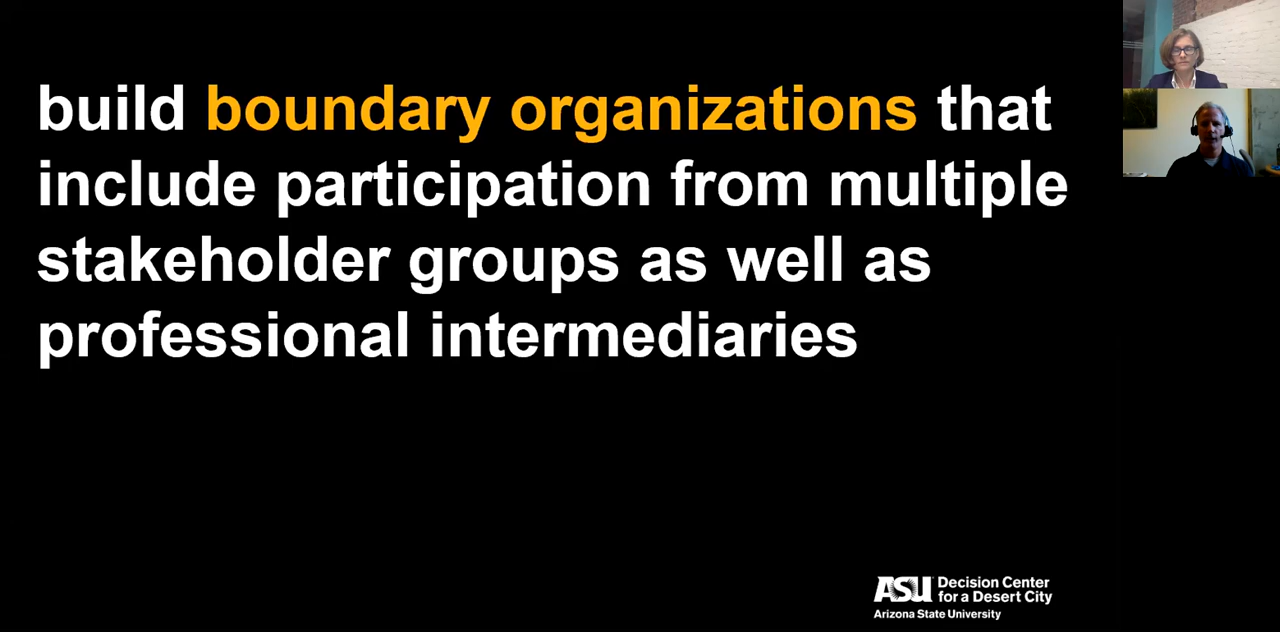 build boundary organizations that
include participation from multiple
stakeholder groups as well as
professional intermediaries
ASU Decision Center
for a Desert City
Arizona State University